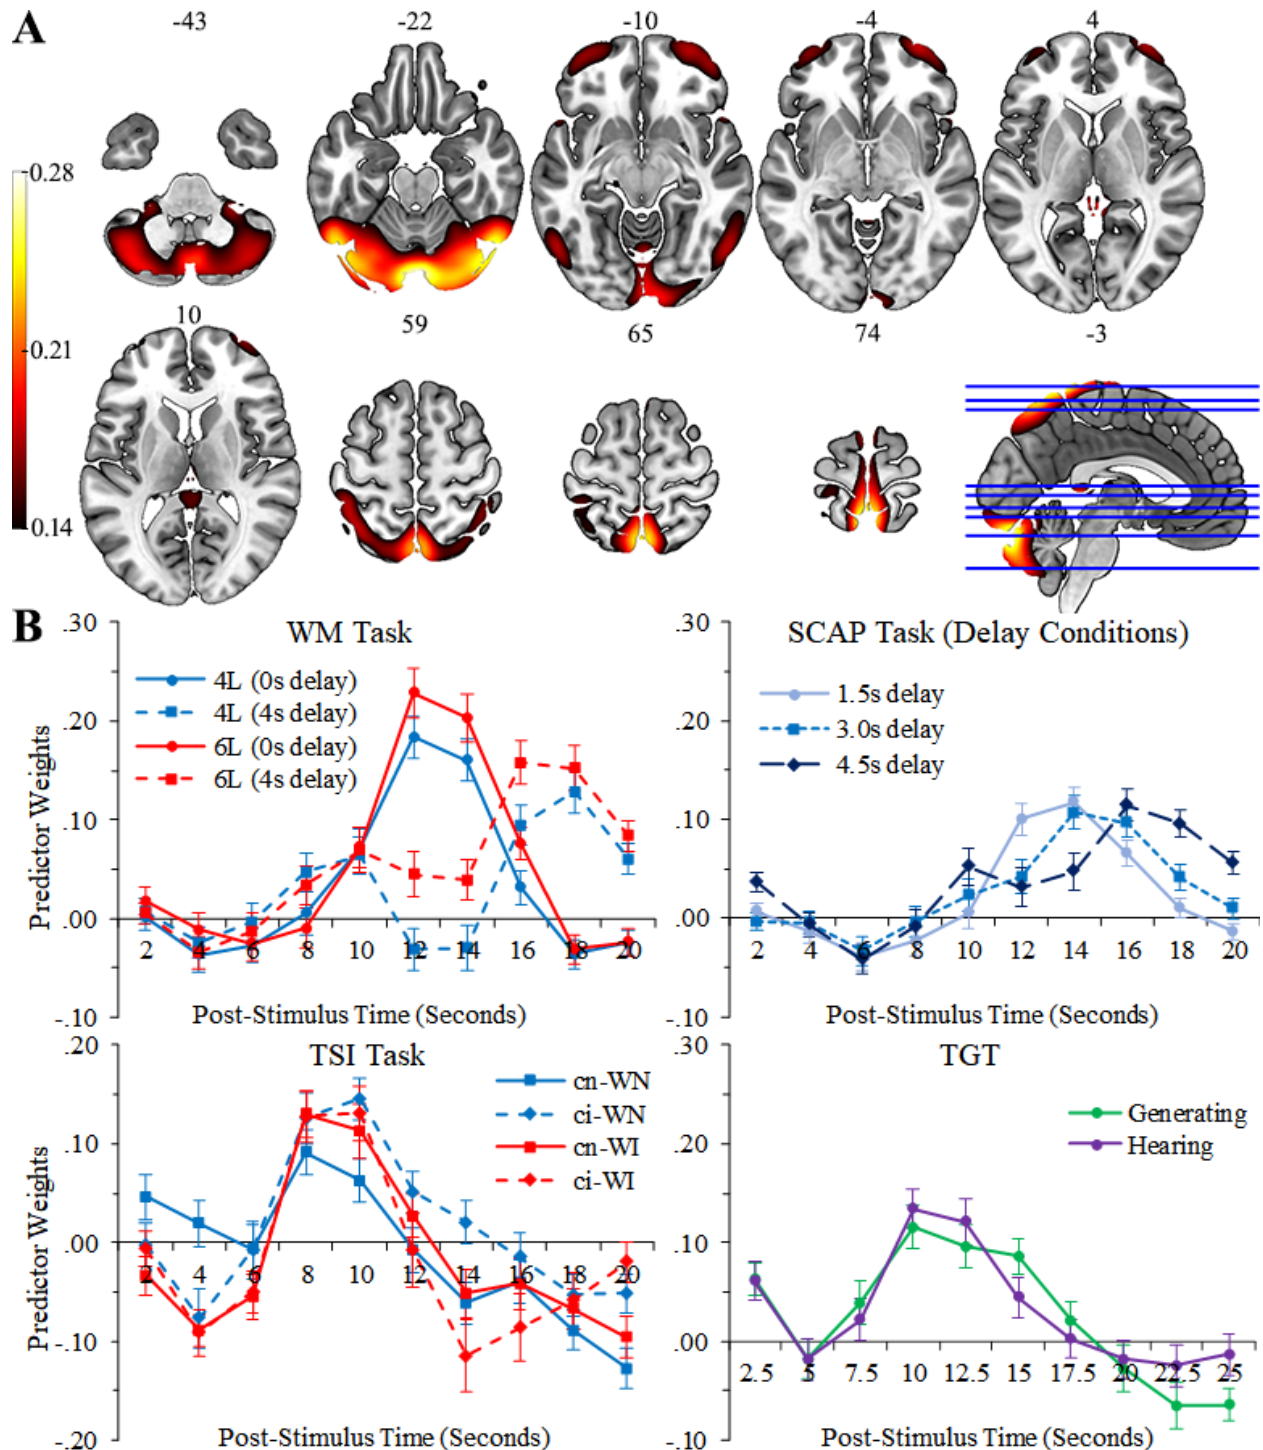 A
-43
-22
-10
-4
4
0.28
0.21
0.14
10
59
65
74
-3
B
WM Task
.30
.20
.10
.00
-.10
Predictor Weights
4L (0s delay)
4L (4s delay)
6L (0s delay)
6L (4s delay)
2 4 6 8 10 12 14 16 18 20
Post-Stimulus Time (Seconds)
SCAP Task (Delay Conditions)
.30
.20
.10
.00
-.10
1.5s delay
3.0s delay
4.5s delay
2 4 6 8 10 12 14 16 18 20
Post-Stimulus Time (Seconds)
TSI Task
.20
.10
.00
-.10
-.20
Predictor Weights
cn-WN
ci-WN
cn-WI
ci-WI
2 4 6 8 10 12 14 16 18 20
Post-Stimulus Time (Seconds)
TGT
.30
.20
.10
.00
-.10
Generating
Hearing
2.5 5 7.5 10 12.5 15 17.5 20 22.5 25
Post-Stimulus Time (Seconds)